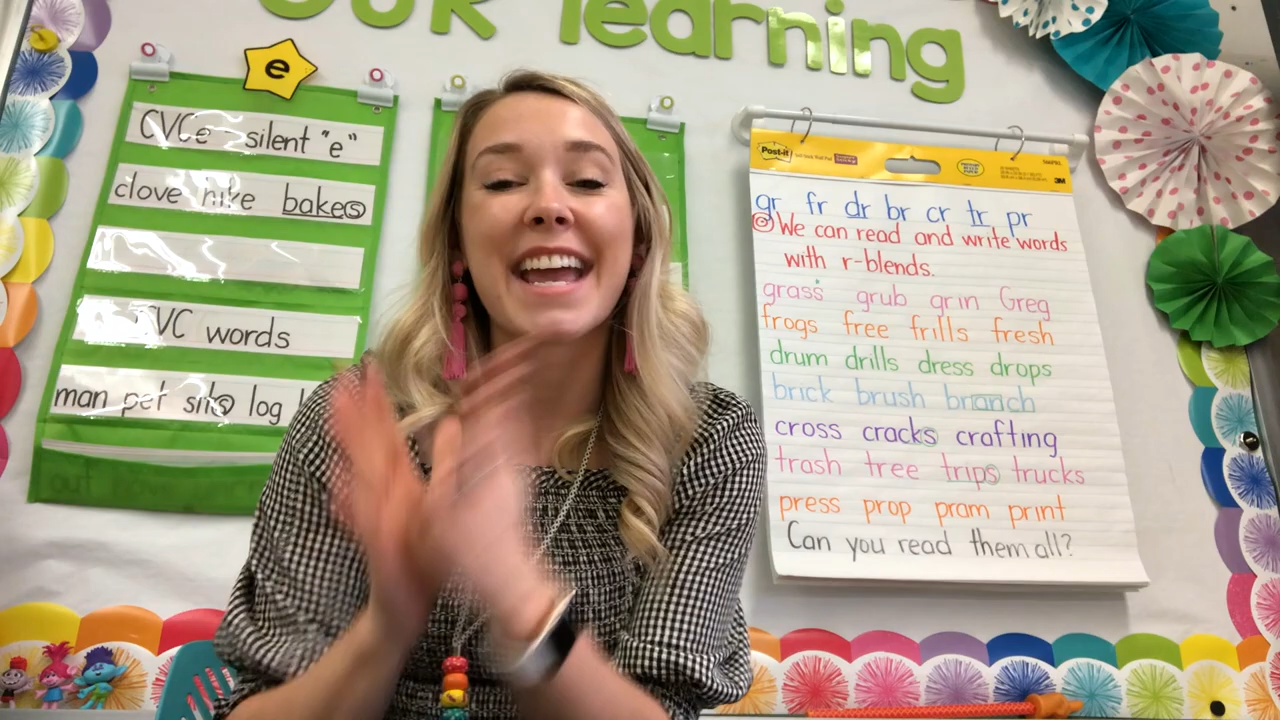 our learning
e
CVCe - silent "e"
clove hike bakes
CVC words
man pet sits log
Post-it
3M
gr fr dr br cr tr pr
We can read and write words
with r-blends.
grass grub grin Greg
frogs free frills fresh
drum drills dress drops
brick brush branch
cross cracks crafting
trash tree trips trucks
press prop pram print
Can you read them all?